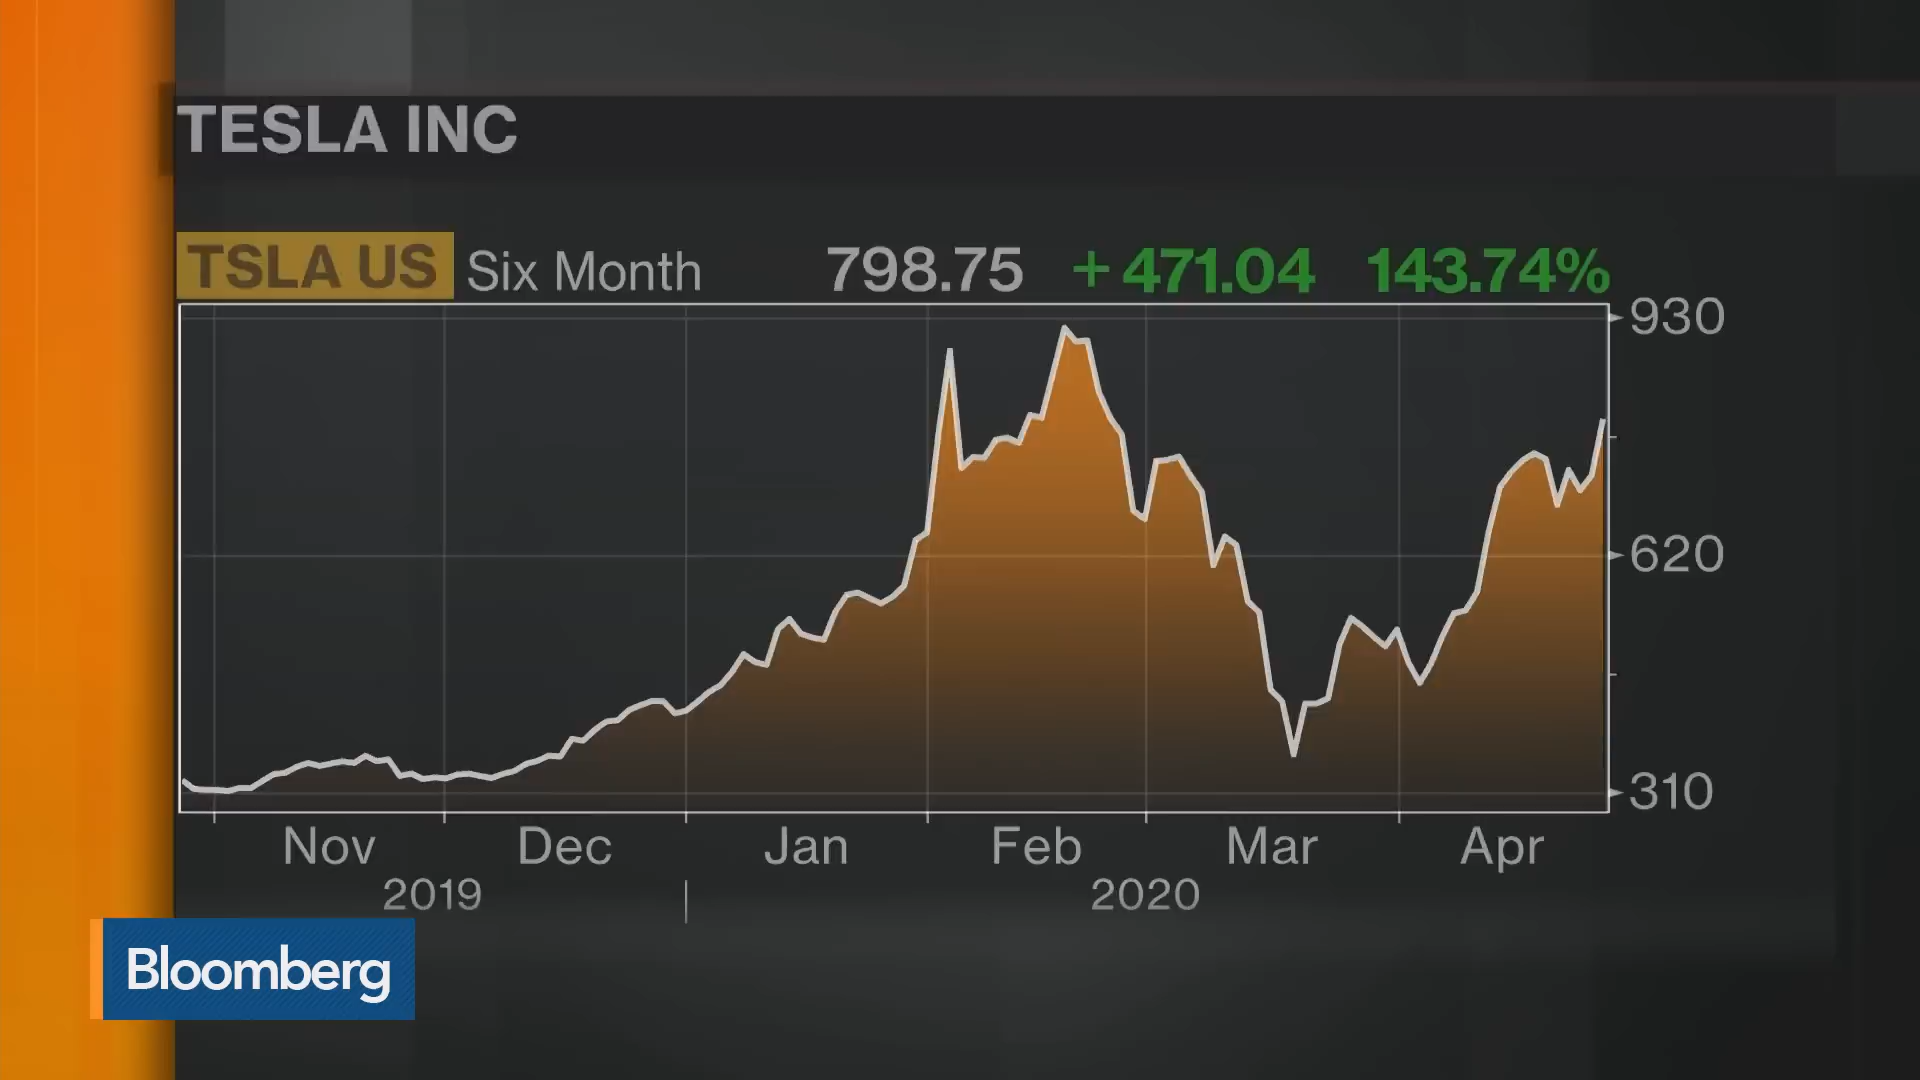 TESLA INC
TSLA US Six Month 798.75 +471.04 143.74%
930
620
310
Nov Dec Jan Feb Mar Apr
2019 2020
Bloomberg